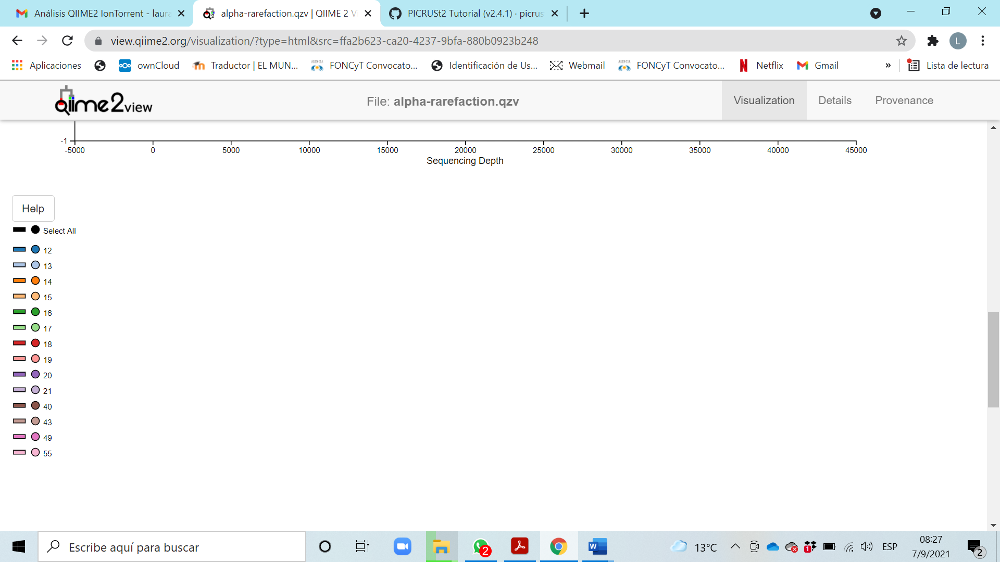 Análisis QIIME2 IonTorrent - laura
alpha-rarefaction.qzv | QIIME 2 V
PICRUSt2 Tutorial (v2.4.1) · picrus
view.qiime2.org/visualization/?type=html&src=ffa2b623-ca20-4237-9bfa-880b0923b248
L
Aplicaciones
ownCloud
Traductor | EL MUN...
FONCyT Convocato...
Identificación de Us...
Webmail
FONCyT Convocato...
Netflix
Gmail
»
Lista de lectura
qiime2view
File: alpha-rarefaction.qzv
Visualization
Details
Provenance
-1
-5000 0 5000 10000 15000 20000 25000 30000 35000 40000 45000
Sequencing Depth
Help
Select All
12
13
14
15
16
17
18
19
20
21
40
43
49
55
Escribe aquí para buscar
2
W
13°C
1
ESP
08:27
7/9/2021
2